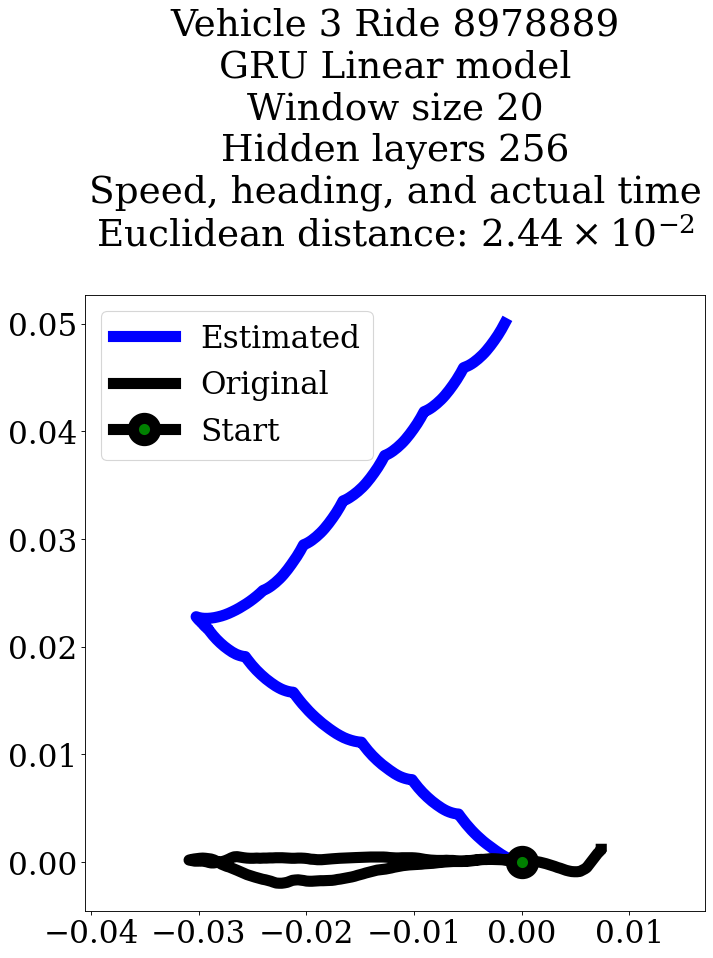 Vehicle 3 Ride 8978889
GRU Linear model
Window size 20
Hidden layers 256
Speed, heading, and actual time
Euclidean distance: 2.44 × 10⁻²
Estimated
Original
Start
0.05
0.04
0.03
0.02
0.01
0.00
−0.04 −0.03 −0.02 −0.01 0.00 0.01